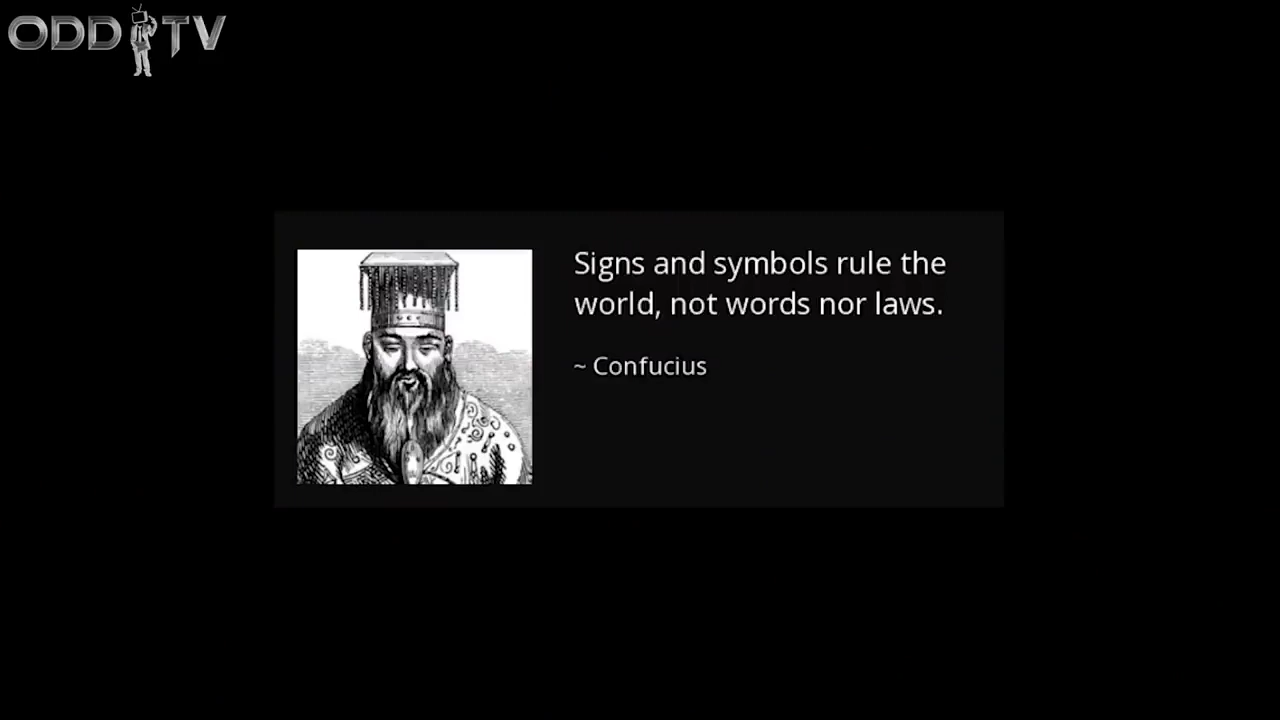 ODD TV
Signs and symbols rule the
world, not words nor laws.
~ Confucius